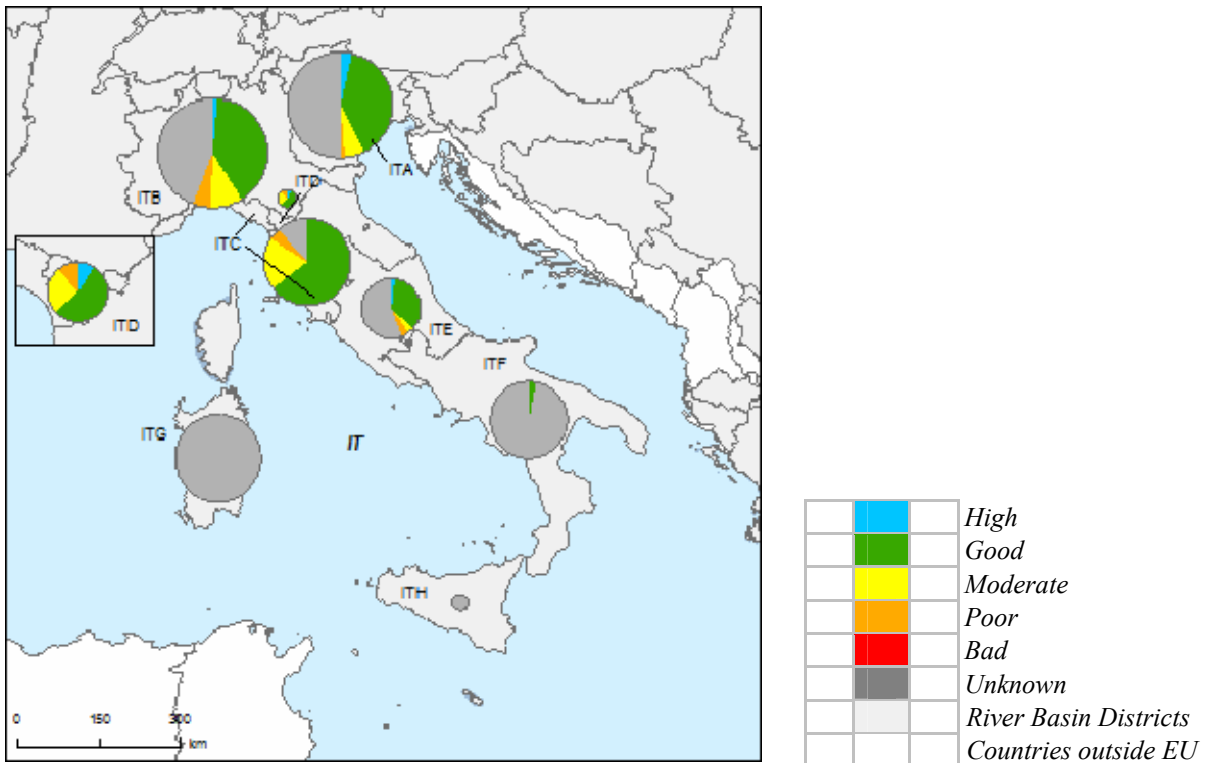 ITA
ITB
ITD
ITC
ITD
ITE
ITF
ITG
IT
ITH
0 150 300
km
High
Good
Moderate
Poor
Bad
Unknown
River Basin Districts
Countries outside EU